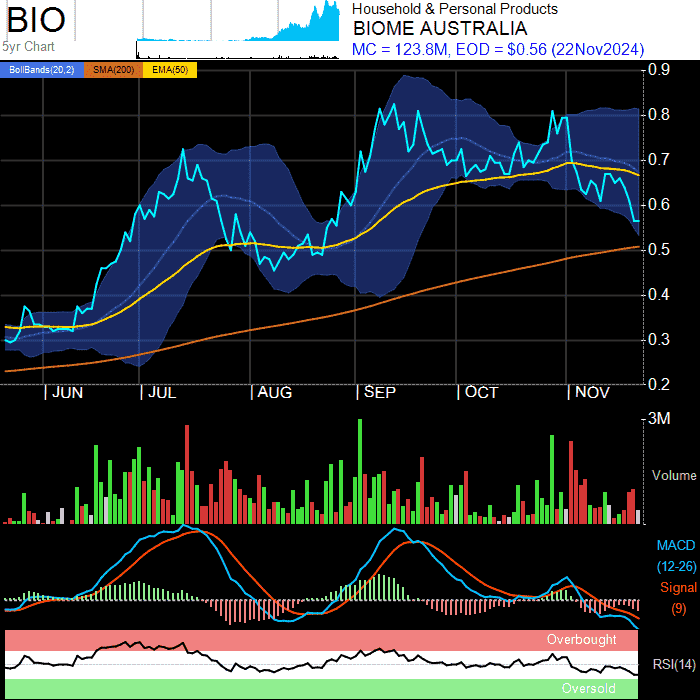 BIO
5yr Chart
Household & Personal Products
BIOME AUSTRALIA
MC = 123.8M, EOD = $0.56 (22Nov2024)
BollBands(20,2) SMA(200) EMA(50)
0.9
0.8
0.7
0.6
0.5
0.4
0.3
0.2
JUN JUL AUG SEP OCT NOV
3M
Volume
MACD
(12-26)
Signal
(9)
Overbought
RSI(14)
Oversold